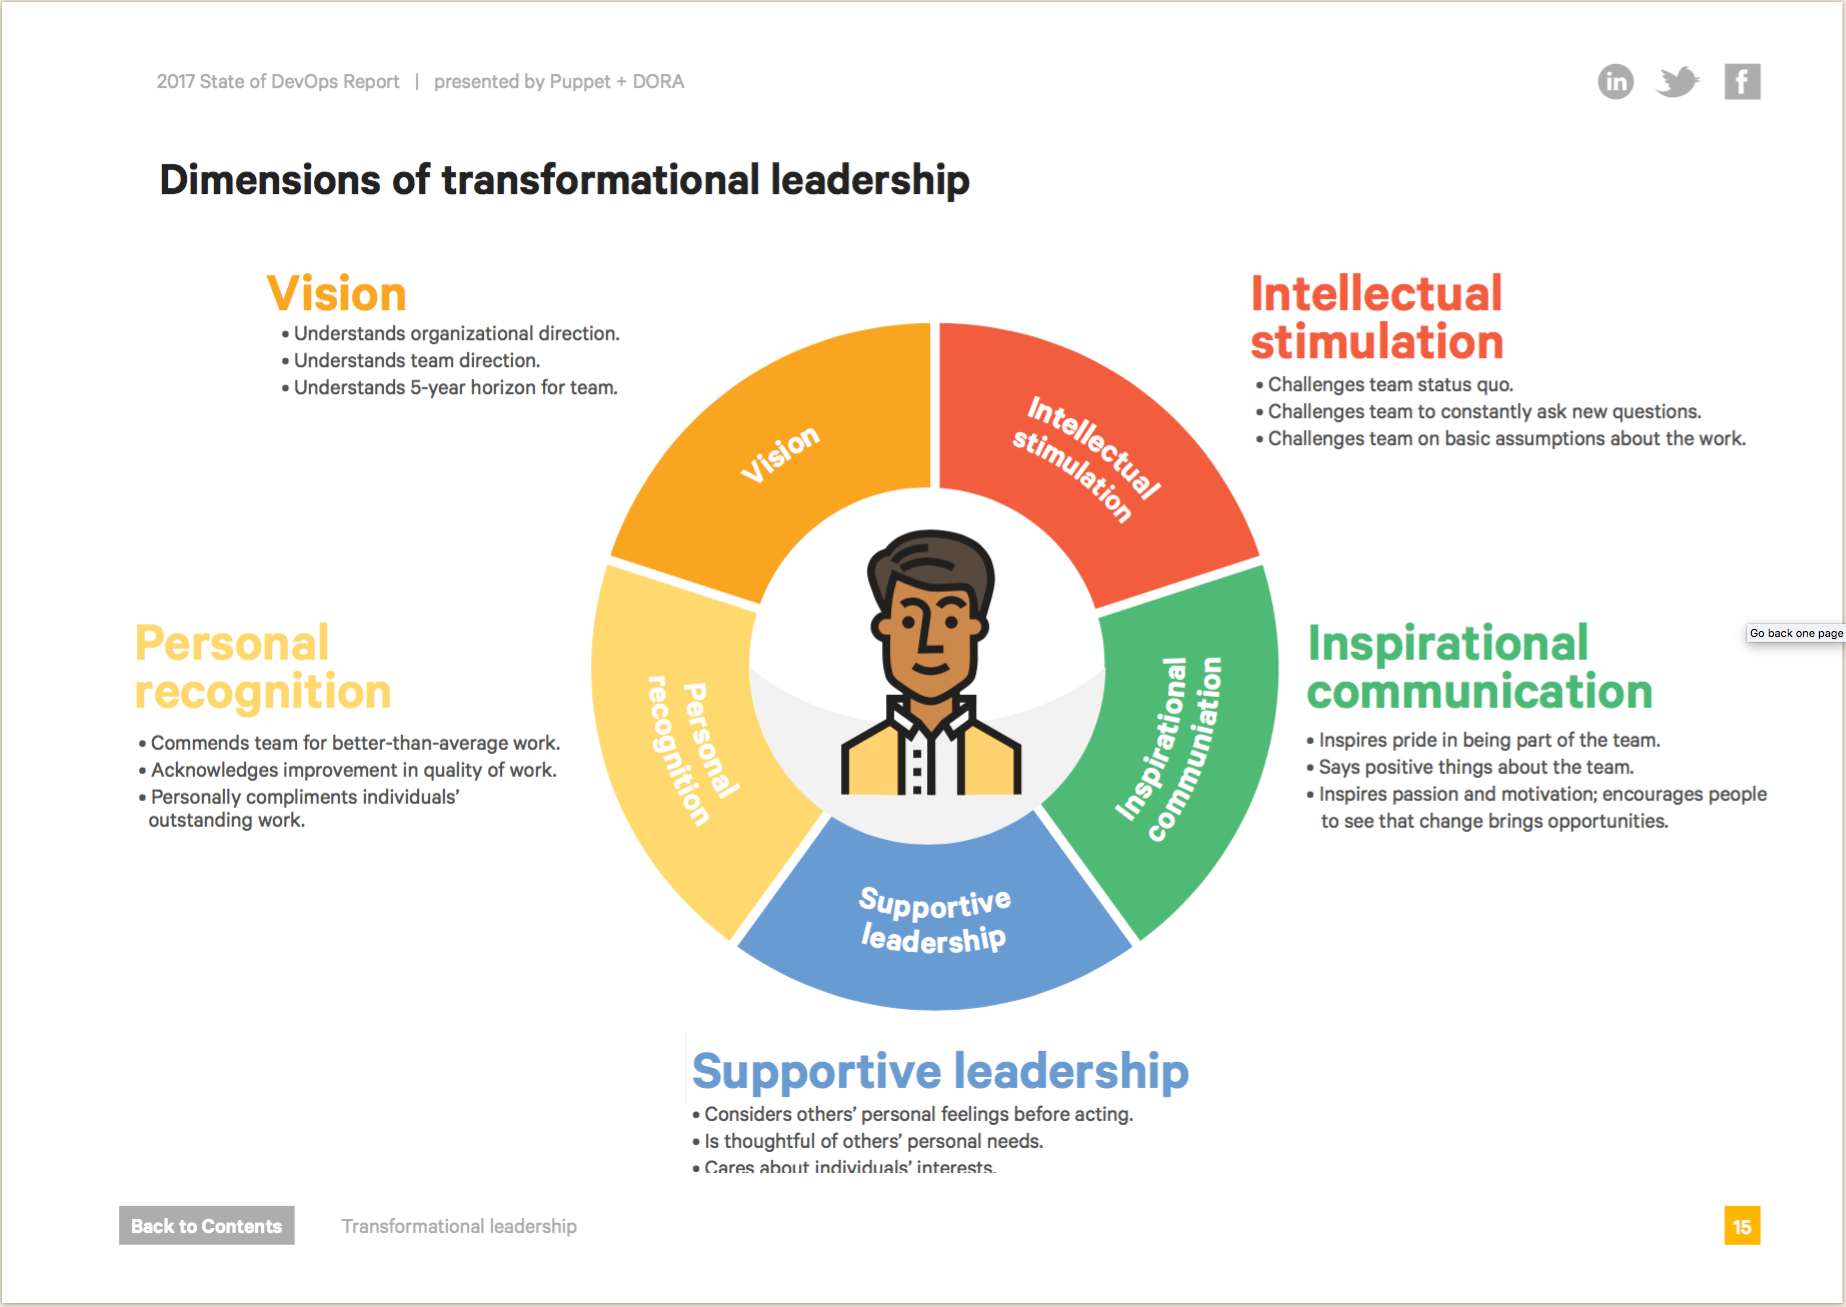 2017 State of DevOps Report | presented by Puppet + DORA
in
f
Dimensions of transformational leadership
Vision
• Understands organizational direction.
• Understands team direction.
• Understands 5-year horizon for team.
Intellectual
stimulation
• Challenges team status quo.
• Challenges team to constantly ask new questions.
• Challenges team on basic assumptions about the work.
Vision
Intellectual
stimulation
Personal
recognition
• Commends team for better-than-average work.
• Acknowledges improvement in quality of work.
• Personally compliments individuals’
outstanding work.
Personal
recognition
Inspirational
communiation
Inspirational
communication
• Inspires pride in being part of the team.
• Says positive things about the team.
• Inspires passion and motivation; encourages people
to see that change brings opportunities.
Go back one page
Supportive
leadership
Supportive leadership
• Considers others’ personal feelings before acting.
• Is thoughtful of others’ personal needs.
• Cares about individuals’ interests.
Back to Contents
Transformational leadership
15